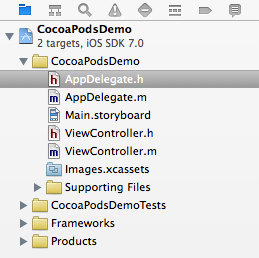 CocoaPodsDemo
2 targets, iOS SDK 7.0
CocoaPodsDemo
h AppDelegate.h
m AppDelegate.m
Main.storyboard
h ViewController.h
m ViewController.m
Images.xcassets
Supporting Files
CocoaPodsDemoTests
Frameworks
Products